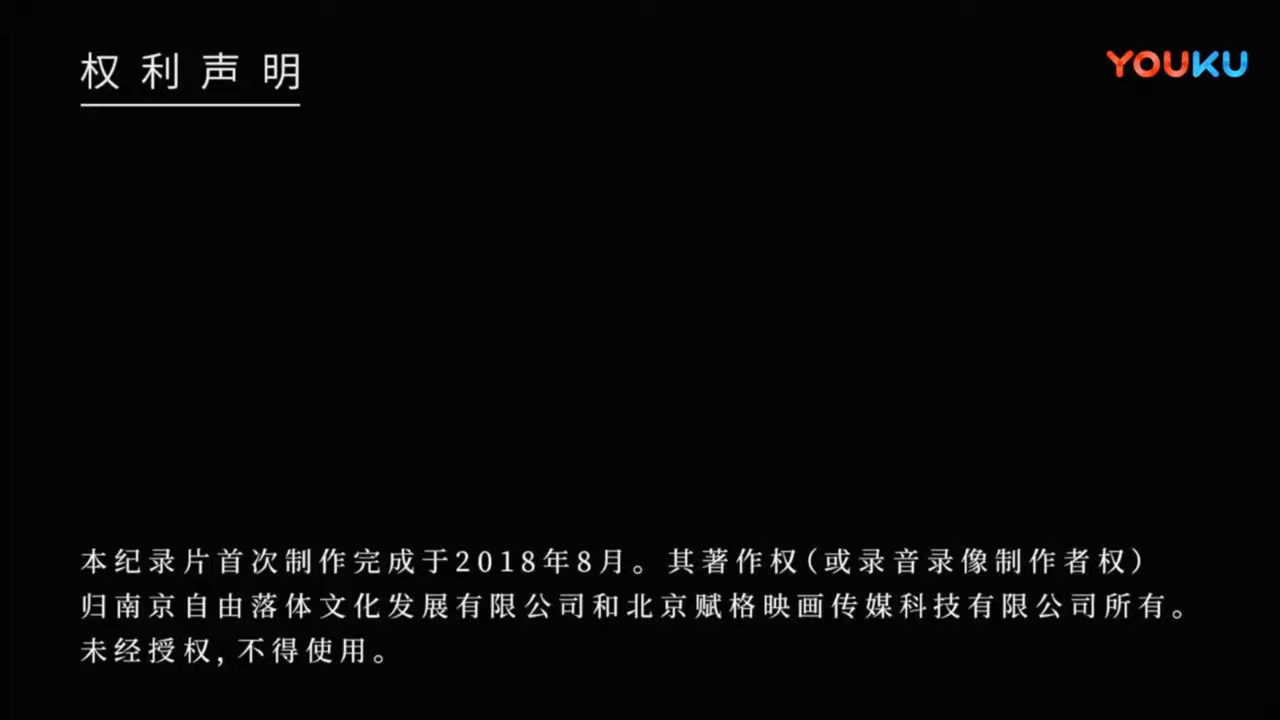 权利声明
YOUKU
本纪录片首次制作完成于2018年8月。其著作权(或录音录像制作者权)
归南京自由落体文化发展有限公司和北京赋格映画传媒科技有限公司所有。
未经授权,不得使用。